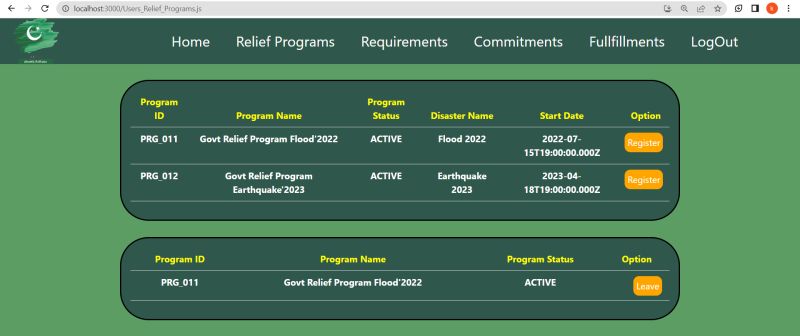 localhost:3000/Users_Relief_Programs.js
Home Relief Programs Requirements Commitments Fullfillments LogOut
Program ID Program Name Program Status Disaster Name Start Date Option
PRG_011 Govt Relief Program Flood'2022 ACTIVE Flood 2022 2022-07-15T19:00:00.000Z Register
PRG_012 Govt Relief Program Earthquake'2023 ACTIVE Earthquake 2023 2023-04-18T19:00:00.000Z Register
Program ID Program Name Program Status Option
PRG_011 Govt Relief Program Flood'2022 ACTIVE Leave